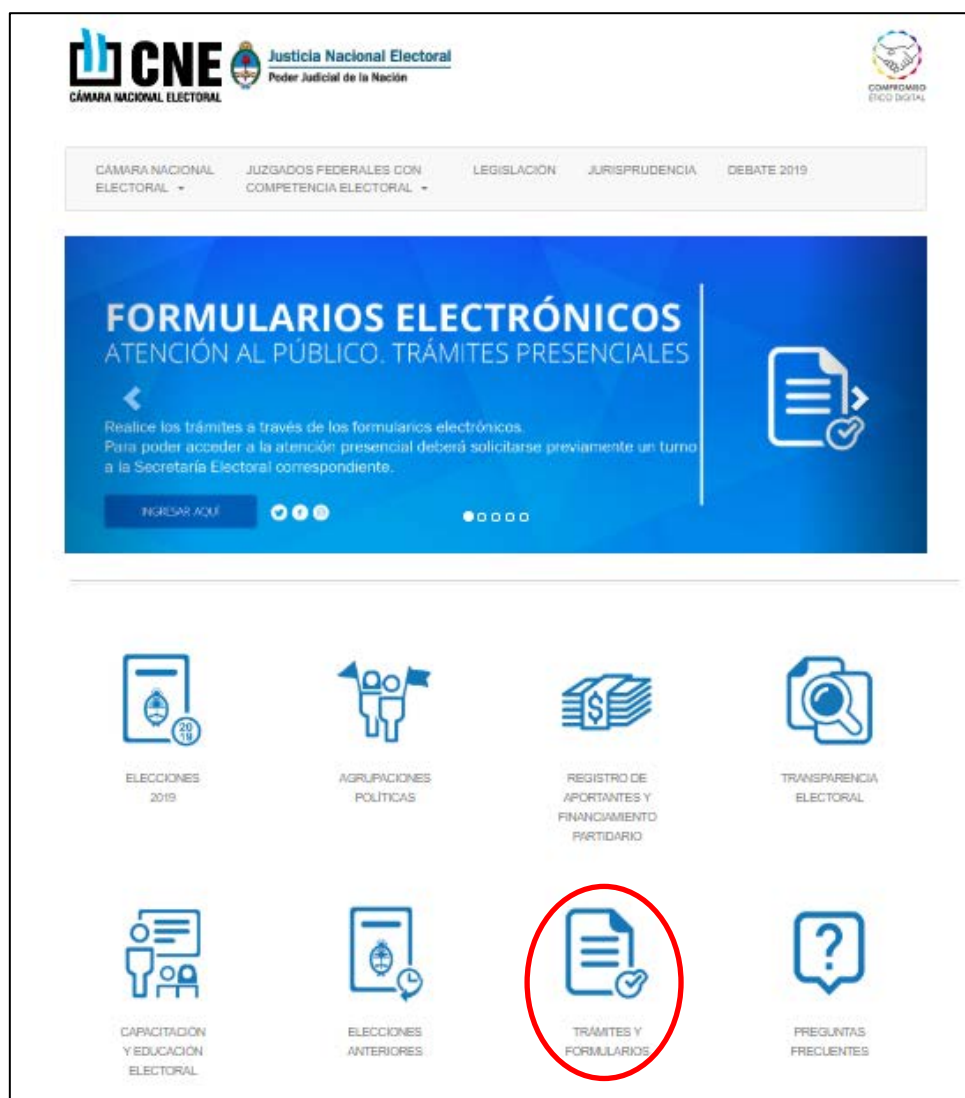 CNE
CÁMARA NACIONAL ELECTORAL
Justicia Nacional Electoral
Poder Judicial de la Nación
COMPROMISO
ÉTICO DIGITAL
CÁMARA NACIONAL
ELECTORAL
JUZGADOS FEDERALES CON
COMPETENCIA ELECTORAL
LEGISLACIÓN
JURISPRUDENCIA
DEBATE 2019
FORMULARIOS ELECTRÓNICOS
ATENCIÓN AL PÚBLICO. TRÁMITES PRESENCIALES
Realice los trámites a través de los formularios electrónicos.
Para poder acceder a la atención presencial deberá solicitarse previamente un turno
a la Secretaría Electoral correspondiente.
INGRESAR AQUÍ
2019
ELECCIONES
2019
AGRUPACIONES
POLÍTICAS
$
REGISTRO DE
APORTANTES Y
FINANCIAMIENTO
PARTIDARIO
TRANSPARENCIA
ELECTORAL
CAPACITACIÓN
Y EDUCACIÓN
ELECTORAL
ELECCIONES
ANTERIORES
TRÁMITES Y
FORMULARIOS
?
PREGUNTAS
FRECUENTES